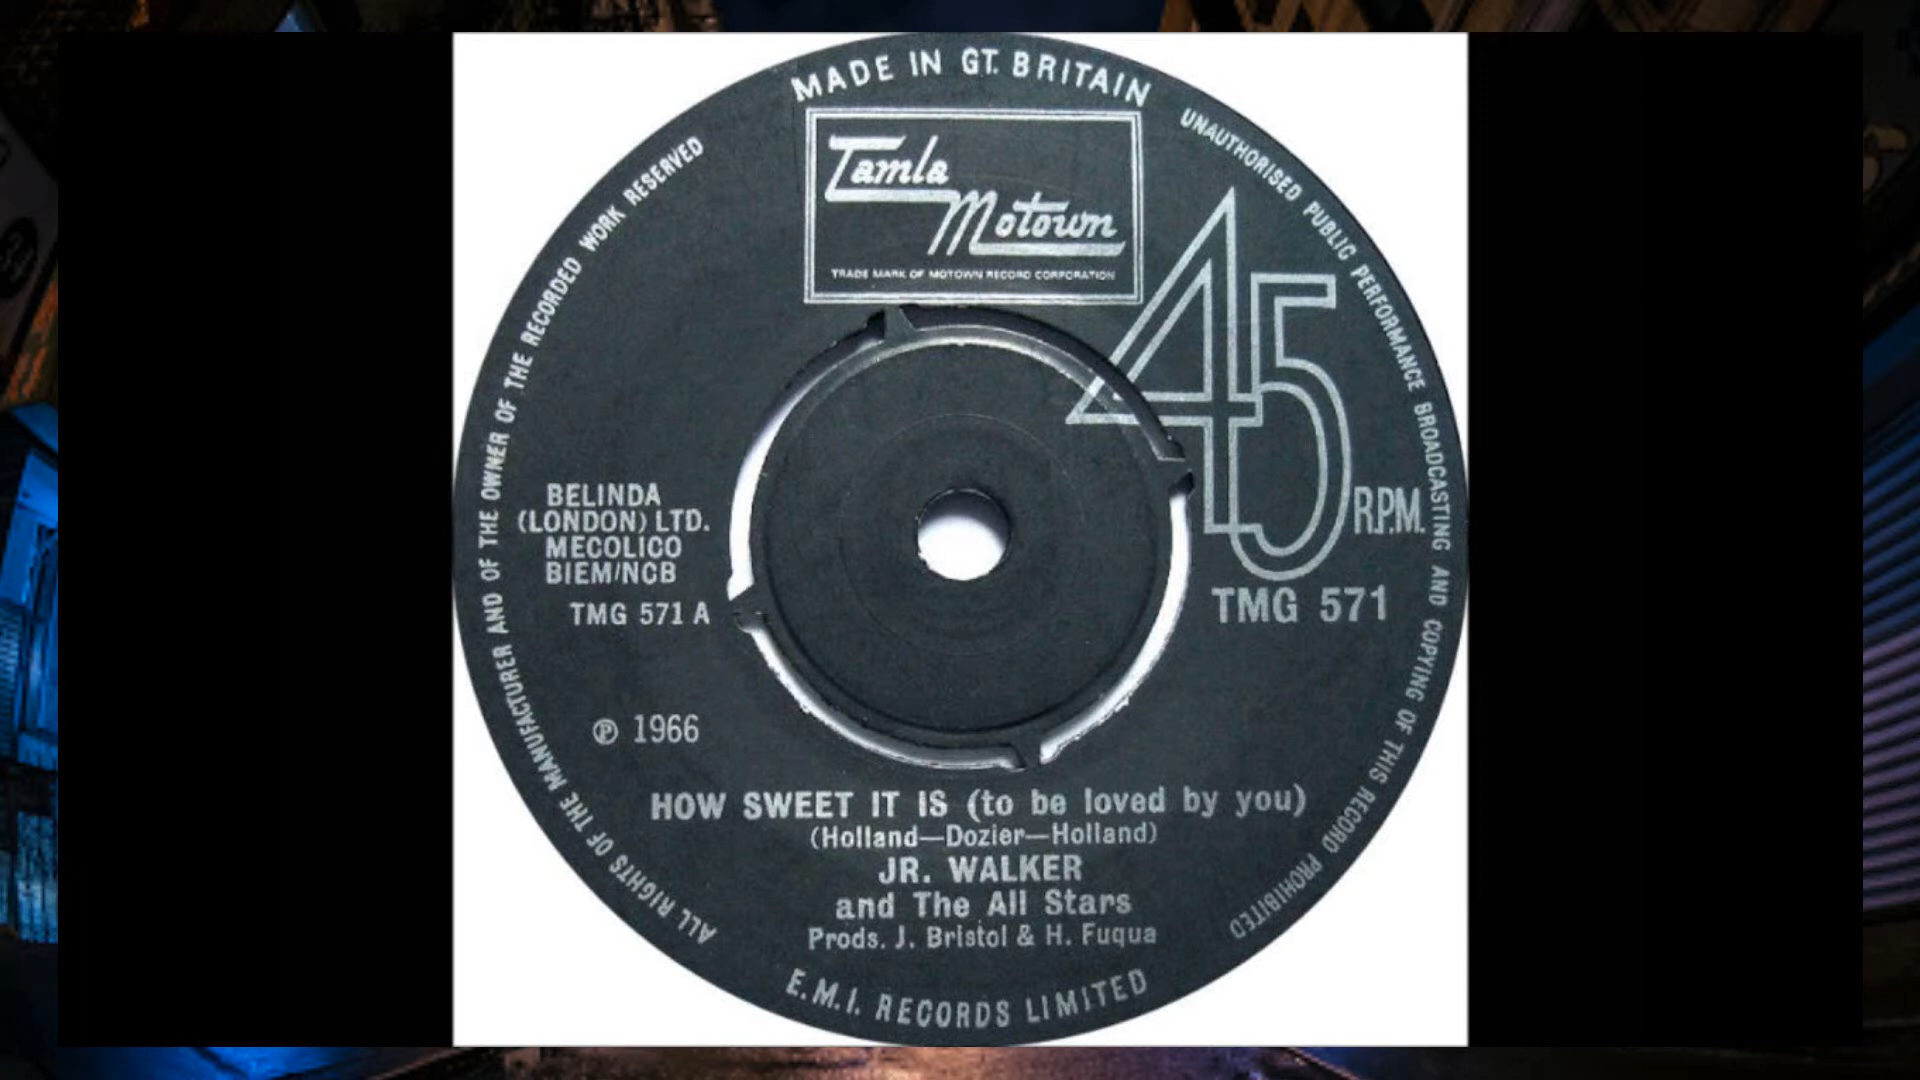 MADE IN GT. BRITAIN
Tamla
Motown
TRADE MARK OF MOTOWN RECORD CORPORATION
45
R.P.M.
TMG 571
BELINDA
(LONDON) LTD.
MECOLICO
BIEM/NCB
TMG 571 A
℗ 1966
HOW SWEET IT IS (to be loved by you)
(Holland—Dozier—Holland)
JR. WALKER
and The All Stars
Prods. J. Bristol & H. Fuqua
E.M.I. RECORDS LIMITED
ALL RIGHTS OF THE MANUFACTURER AND OF THE OWNER OF THE RECORDED WORK RESERVED
UNAUTHORISED PUBLIC PERFORMANCE BROADCASTING AND COPYING OF THIS RECORD PROHIBITED